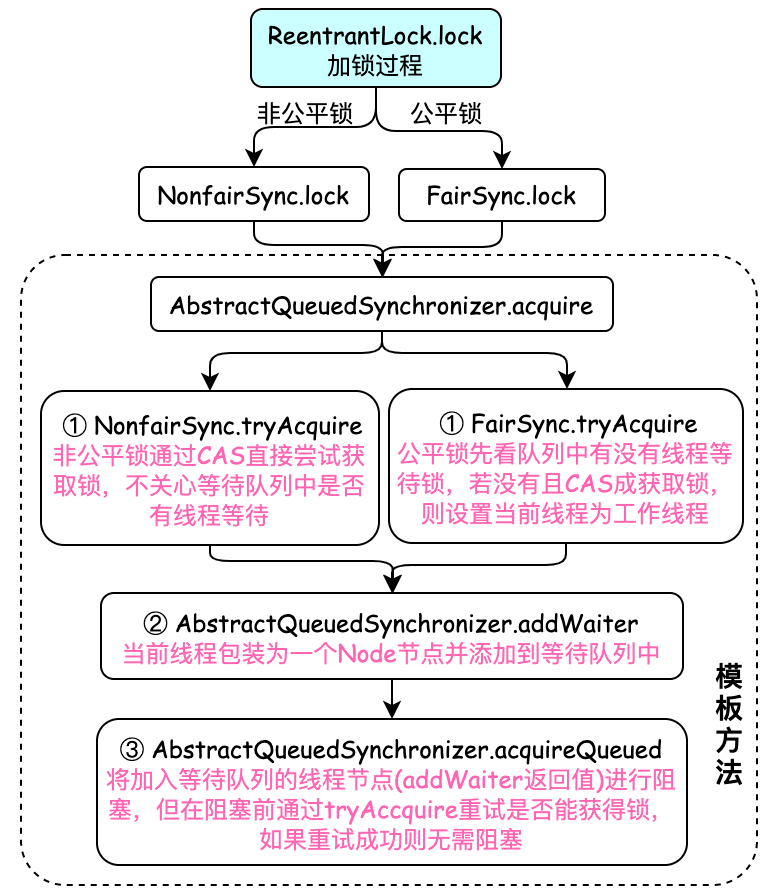 ReentrantLock.lock
加锁过程
非公平锁
公平锁
NonfairSync.lock
FairSync.lock
AbstractQueuedSynchronizer.acquire
① NonfairSync.tryAcquire
非公平锁通过CAS直接尝试获
取锁，不关心等待队列中是否
有线程等待
① FairSync.tryAcquire
公平锁先看队列中有没有线程等
待锁，若没有且CAS成获取锁，
则设置当前线程为工作线程
② AbstractQueuedSynchronizer.addWaiter
当前线程包装为一个Node节点并添加到等待队列中
③ AbstractQueuedSynchronizer.acquireQueued
将加入等待队列的线程节点(addWaiter返回值)进行阻
塞，但在阻塞前通过tryAccquire重试是否能获得锁，
如果重试成功则无需阻塞
模
板
方
法